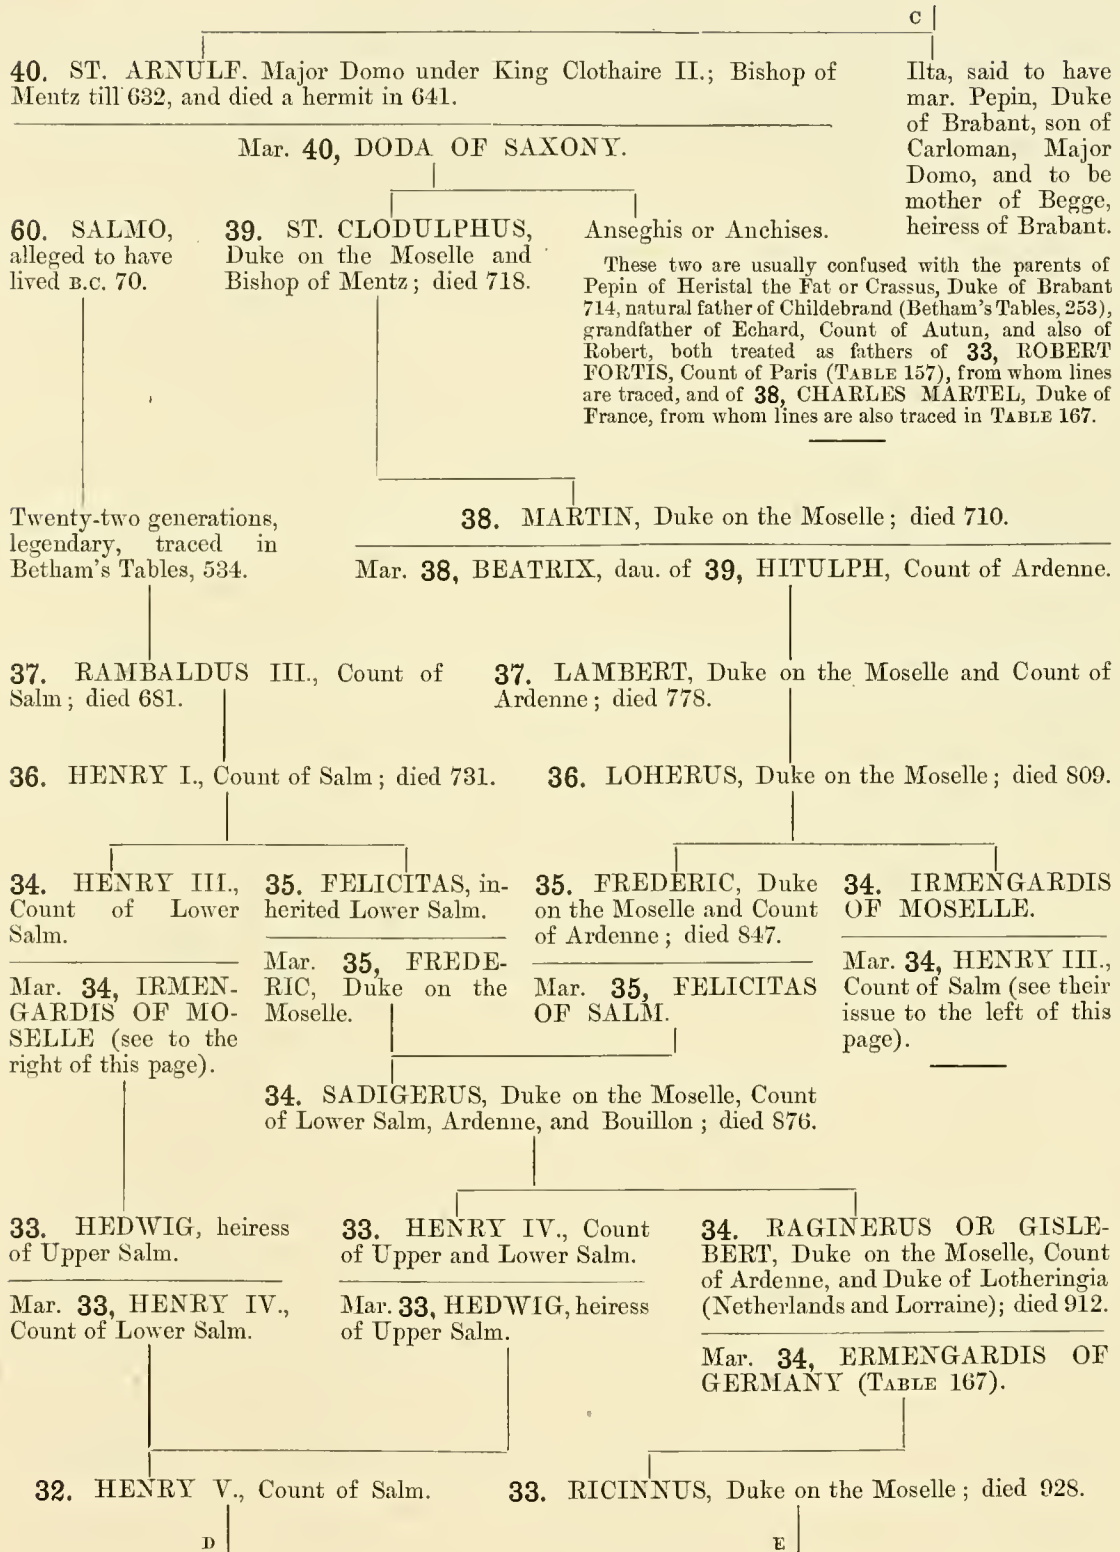 C
40. ST. ARNULF. Major Domo under King Clothaire II.; Bishop of
Mentz till 632, and died a hermit in 641.
Ilta, said to have
mar. Pepin, Duke
of Brabant, son of
Carloman, Major
Domo, and to be
mother of Begge,
heiress of Brabant.
Mar. 40, DODA OF SAXONY.
60. SALMO,
alleged to have
lived B.C. 70.
39. ST. CLODULPHUS,
Duke on the Moselle and
Bishop of Mentz; died 718.
Anseghis or Anchises.
These two are usually confused with the parents of
Pepin of Heristal the Fat or Crassus, Duke of Brabant
714, natural father of Childebrand (Betham's Tables, 253),
grandfather of Echard, Count of Autun, and also of
Robert, both treated as fathers of 33, ROBERT
FORTIS, Count of Paris (TABLE 157), from whom lines
are traced, and of 38, CHARLES MARTEL, Duke of
France, from whom lines are also traced in TABLE 167.
Twenty-two generations,
legendary, traced in
Betham's Tables, 534.
38. MARTIN, Duke on the Moselle; died 710.
Mar. 38, BEATRIX, dau. of 39, HITULPH, Count of Ardenne.
37. RAMBALDUS III., Count of
Salm; died 681.
37. LAMBERT, Duke on the Moselle and Count of
Ardenne; died 778.
36. HENRY I., Count of Salm; died 731.
36. LOHERUS, Duke on the Moselle; died 809.
34. HENRY III.,
Count of Lower
Salm.
Mar. 34, IRMEN-
GARDIS OF MO-
SELLE (see to the
right of this page).
35. FELICITAS, in-
herited Lower Salm.
Mar. 35, FREDE-
RIC, Duke on the
Moselle.
35. FREDERIC, Duke
on the Moselle and Count
of Ardenne; died 847.
Mar. 35, FELICITAS
OF SALM.
34. IRMENGARDIS
OF MOSELLE.
Mar. 34, HENRY III.,
Count of Salm (see their
issue to the left of this
page).
34. SADIGERUS, Duke on the Moselle, Count
of Lower Salm, Ardenne, and Bouillon; died 876.
33. HEDWIG, heiress
of Upper Salm.
Mar. 33, HENRY IV.,
Count of Lower Salm.
33. HENRY IV., Count
of Upper and Lower Salm.
Mar. 33, HEDWIG, heiress
of Upper Salm.
34. RAGINERUS OR GISLE-
BERT, Duke on the Moselle, Count
of Ardenne, and Duke of Lotheringia
(Netherlands and Lorraine); died 912.
Mar. 34, ERMENGARDIS OF
GERMANY (TABLE 167).
32. HENRY V., Count of Salm.
33. RICINNUS, Duke on the Moselle; died 928.
D
E